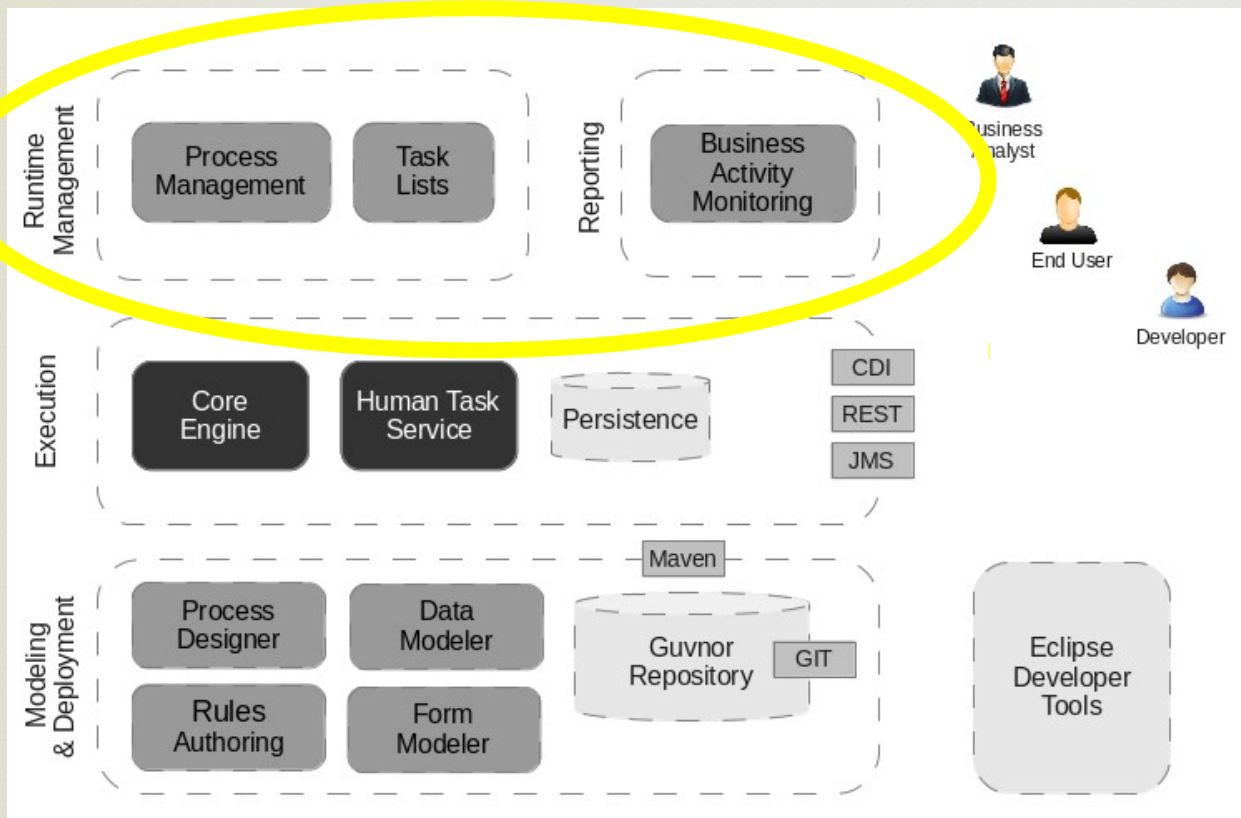 Runtime
Management
Process
Management
Task
Lists
Reporting
Business
Activity
Monitoring
Business
Analyst
End User
Developer
Execution
Core
Engine
Human Task
Service
Persistence
CDI
REST
JMS
Modeling
& Deployment
Process
Designer
Data
Modeler
Rules
Authoring
Form
Modeler
Maven
Guvnor
Repository
GIT
Eclipse
Developer
Tools